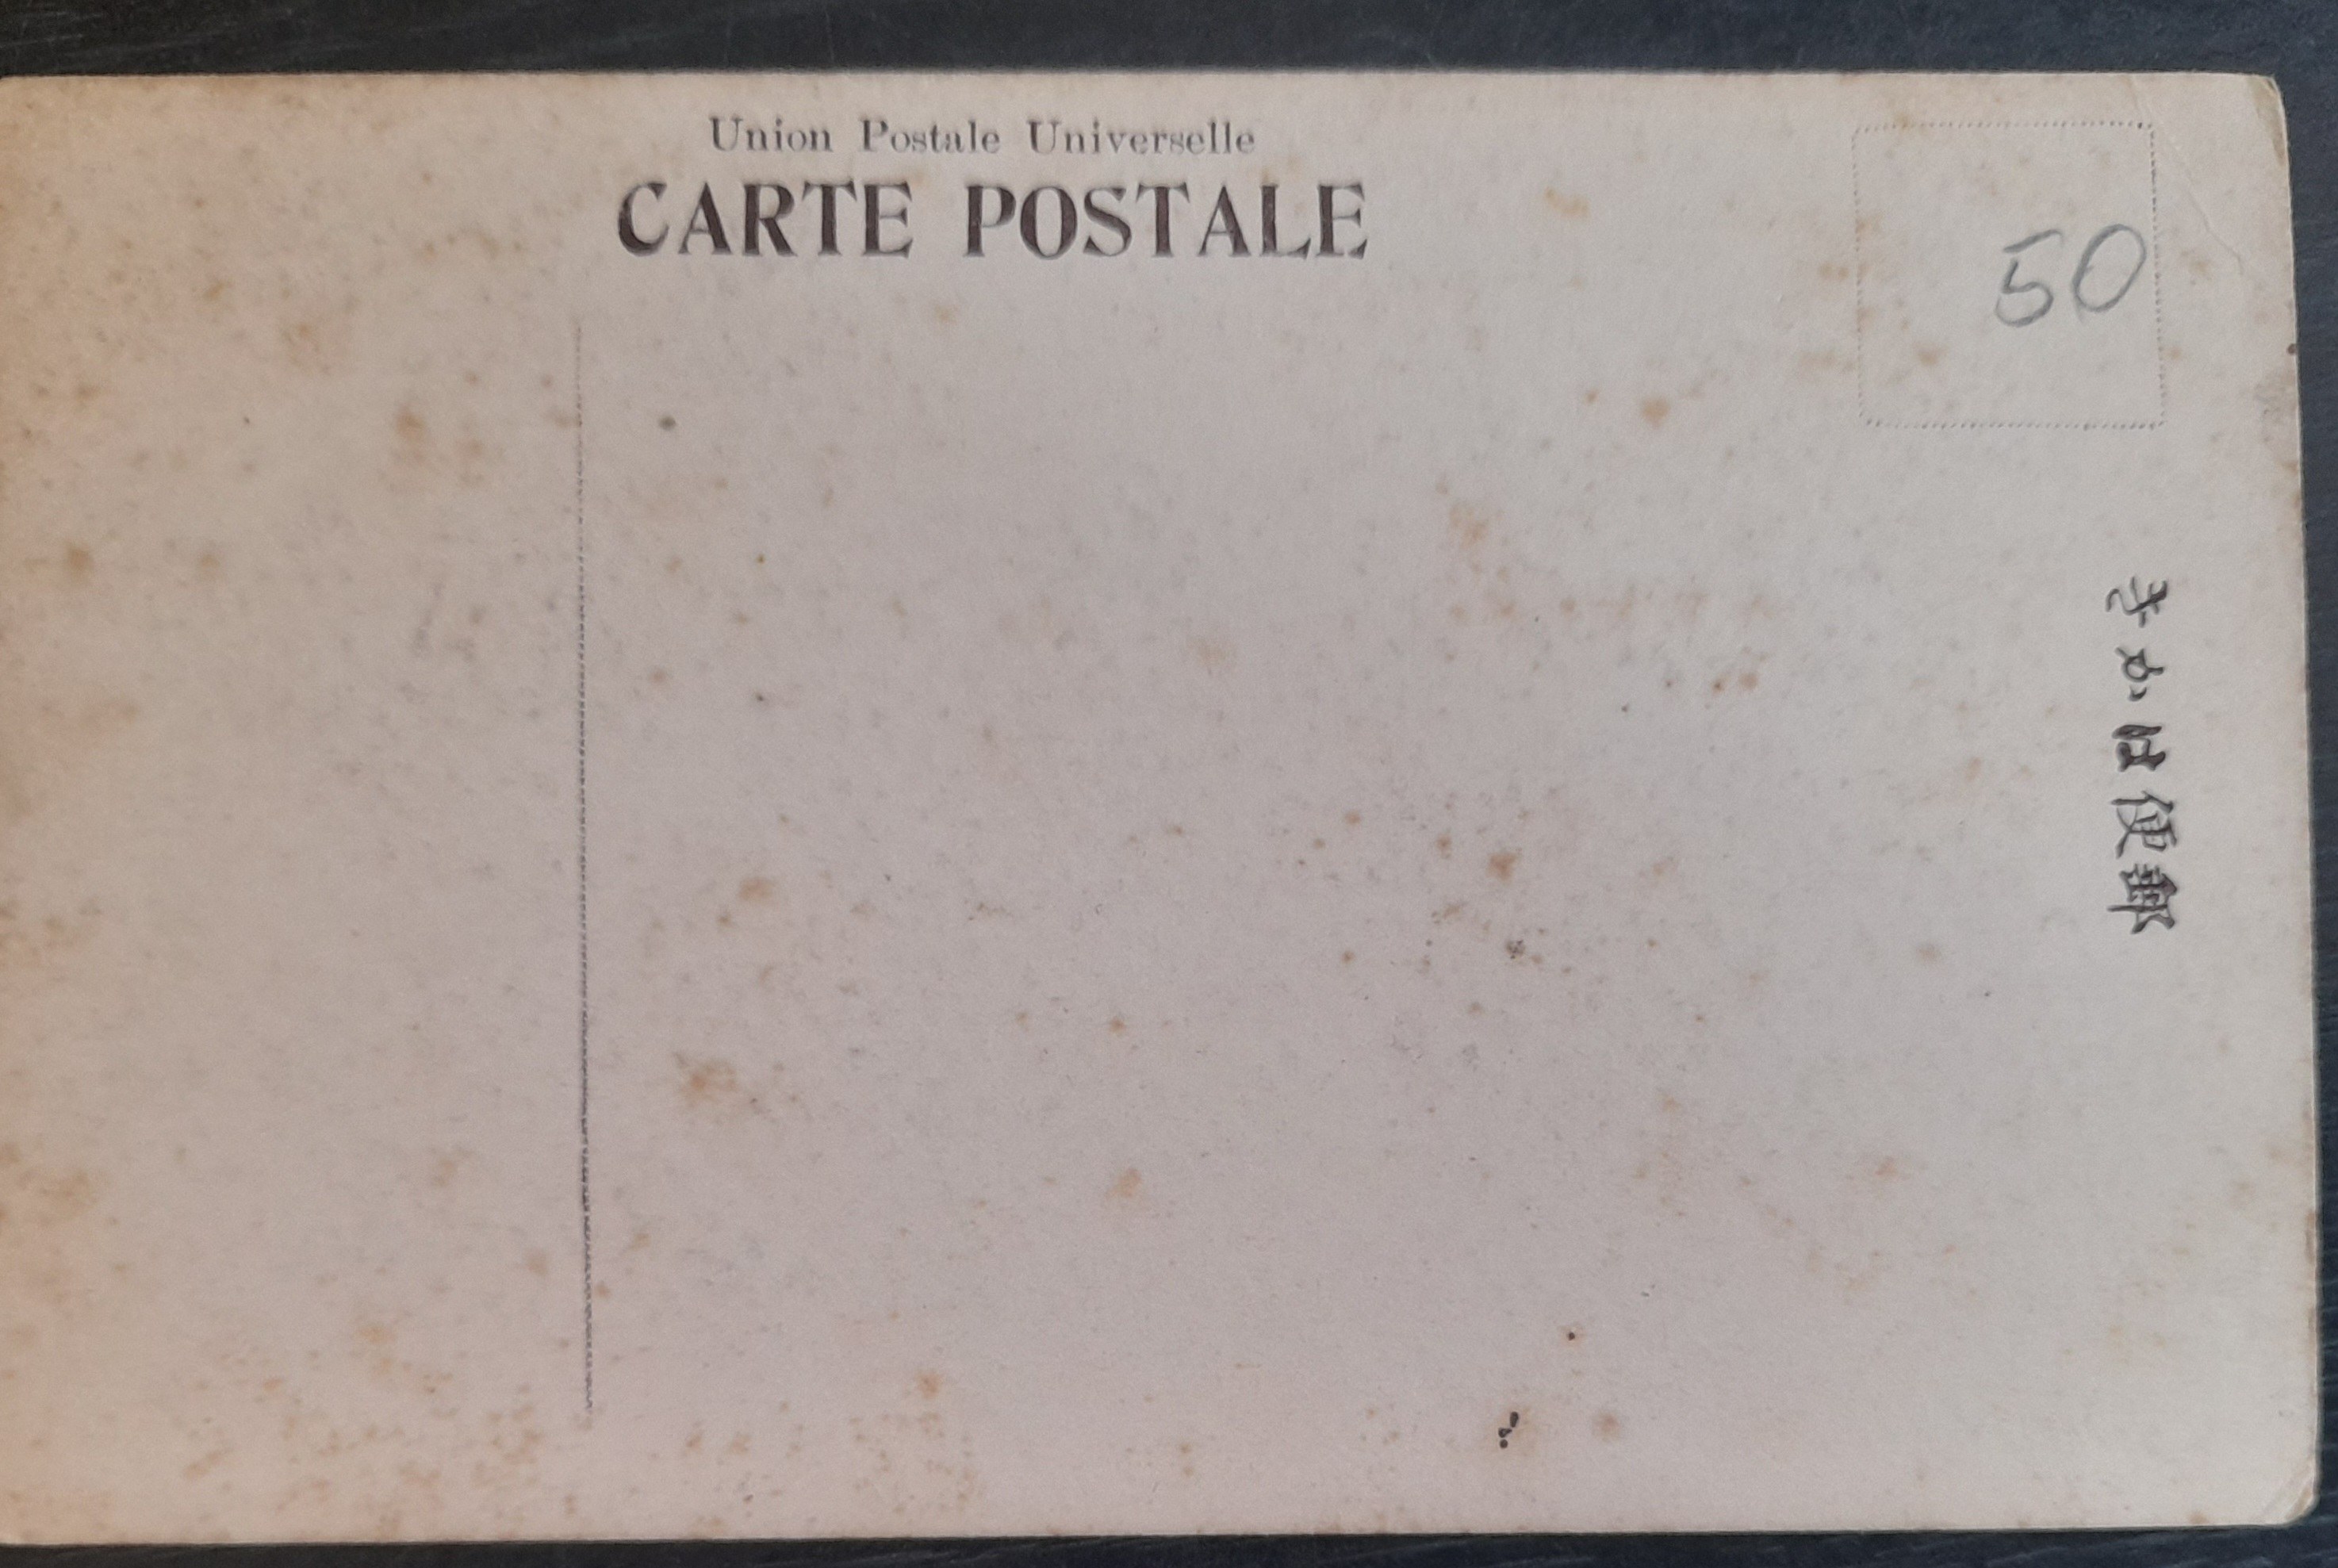 Union Postale Universelle
CARTE POSTALE
50
郵便はかき